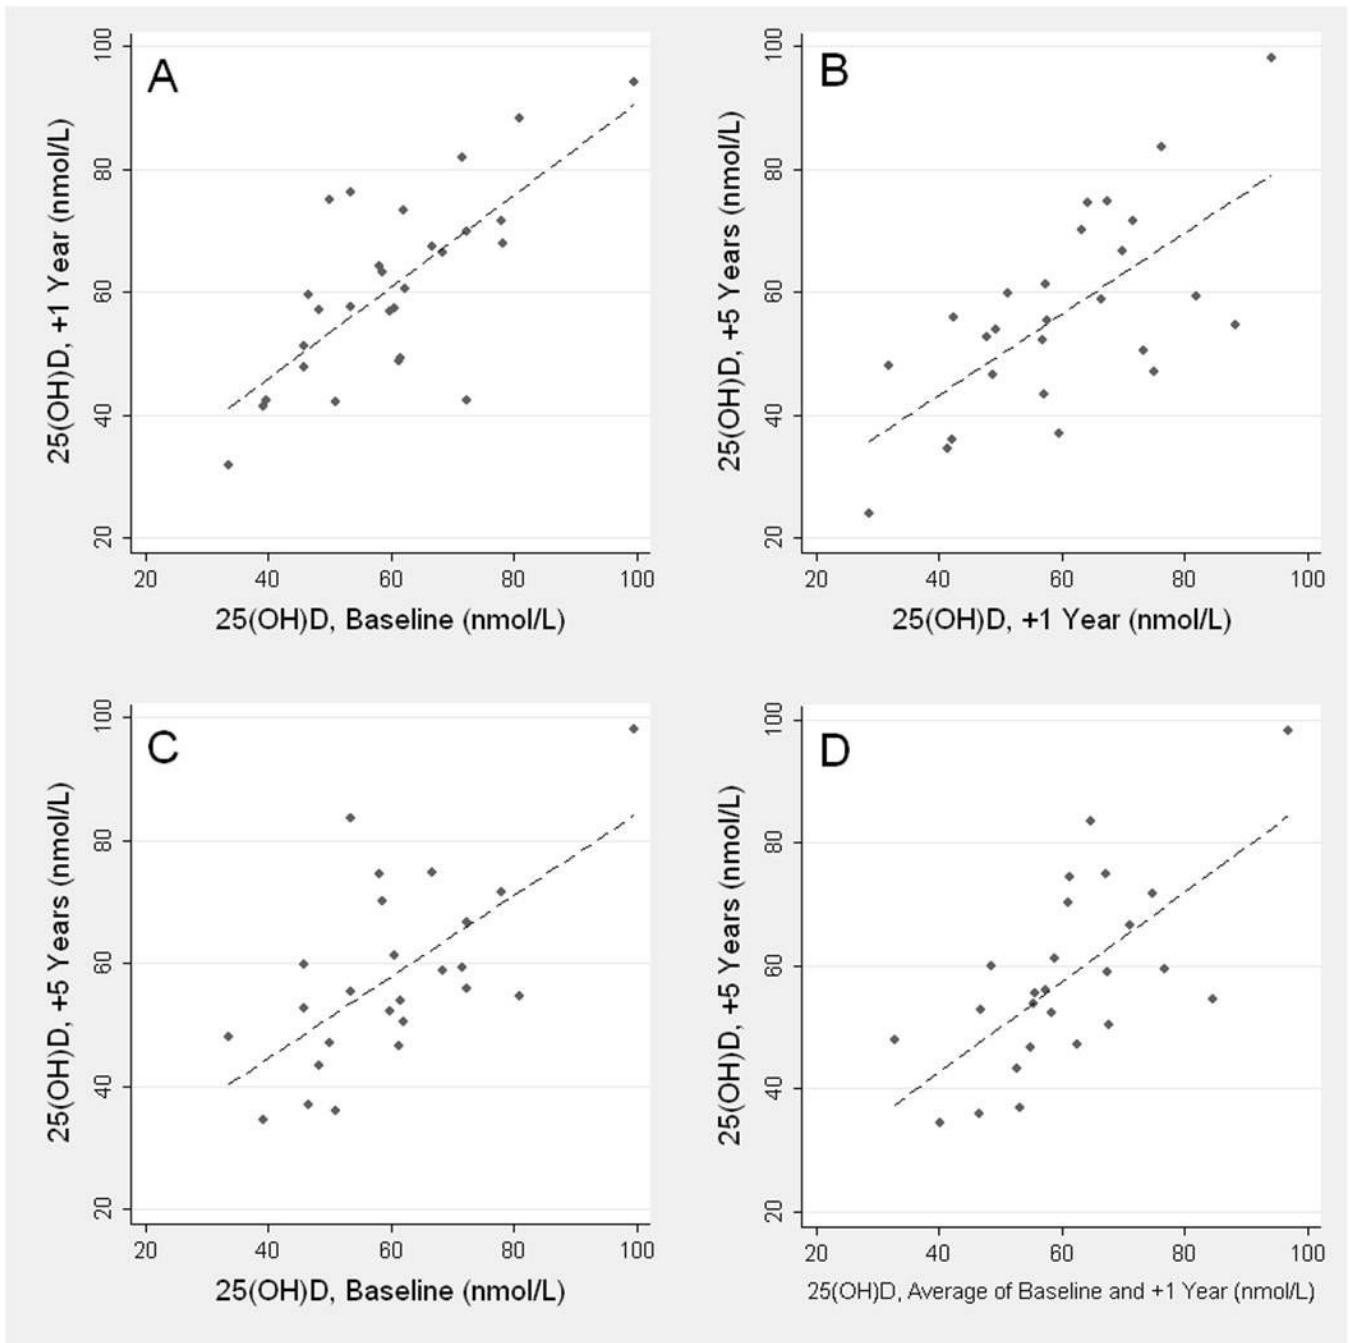 A
25(OH)D, +1 Year (nmol/L)
100
80
60
40
20
20 40 60 80 100
25(OH)D, Baseline (nmol/L)
B
25(OH)D, +5 Years (nmol/L)
100
80
60
40
20
20 40 60 80 100
25(OH)D, +1 Year (nmol/L)
C
25(OH)D, +5 Years (nmol/L)
100
80
60
40
20
20 40 60 80 100
25(OH)D, Baseline (nmol/L)
D
25(OH)D, +5 Years (nmol/L)
100
80
60
40
20
20 40 60 80 100
25(OH)D, Average of Baseline and +1 Year (nmol/L)